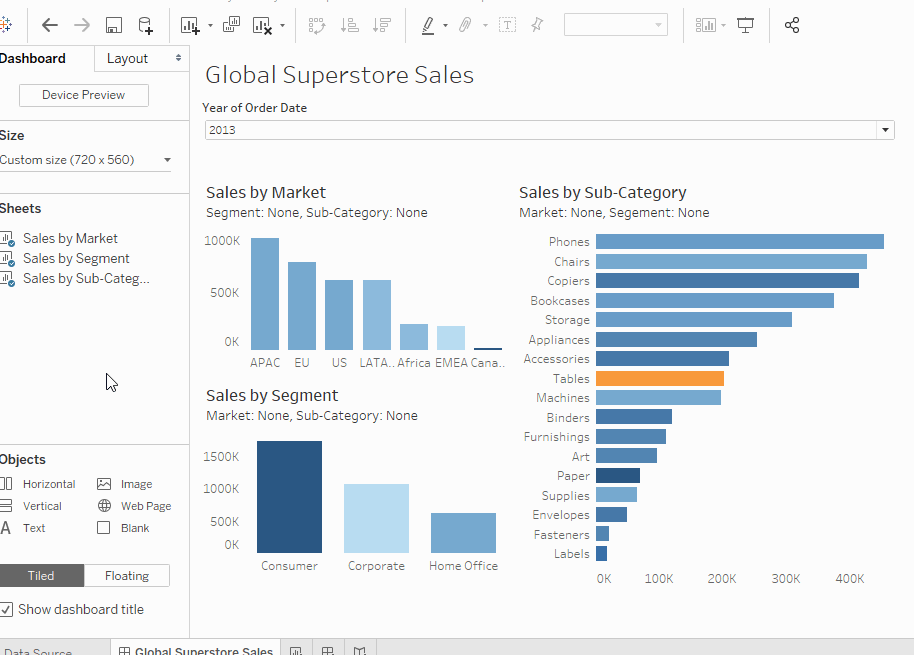 Dashboard
Layout
Device Preview
Size
Custom size (720 x 560)
Sheets
Sales by Market
Sales by Segment
Sales by Sub-Categ...
Objects
Horizontal
Image
Vertical
Web Page
A Text
Blank
Tiled
Floating
Show dashboard title
Global Superstore Sales
Year of Order Date
2013
Sales by Market
Segment: None, Sub-Category: None
1000K
500K
0K
APAC EU US LATA.. Africa EMEA Cana..
Sales by Segment
Market: None, Sub-Category: None
1500K
1000K
500K
0K
Consumer Corporate Home Office
Sales by Sub-Category
Market: None, Segement: None
Phones
Chairs
Copiers
Bookcases
Storage
Appliances
Accessories
Tables
Machines
Binders
Furnishings
Art
Paper
Supplies
Envelopes
Fasteners
Labels
0K 100K 200K 300K 400K
Data Source
Global Superstore Sales